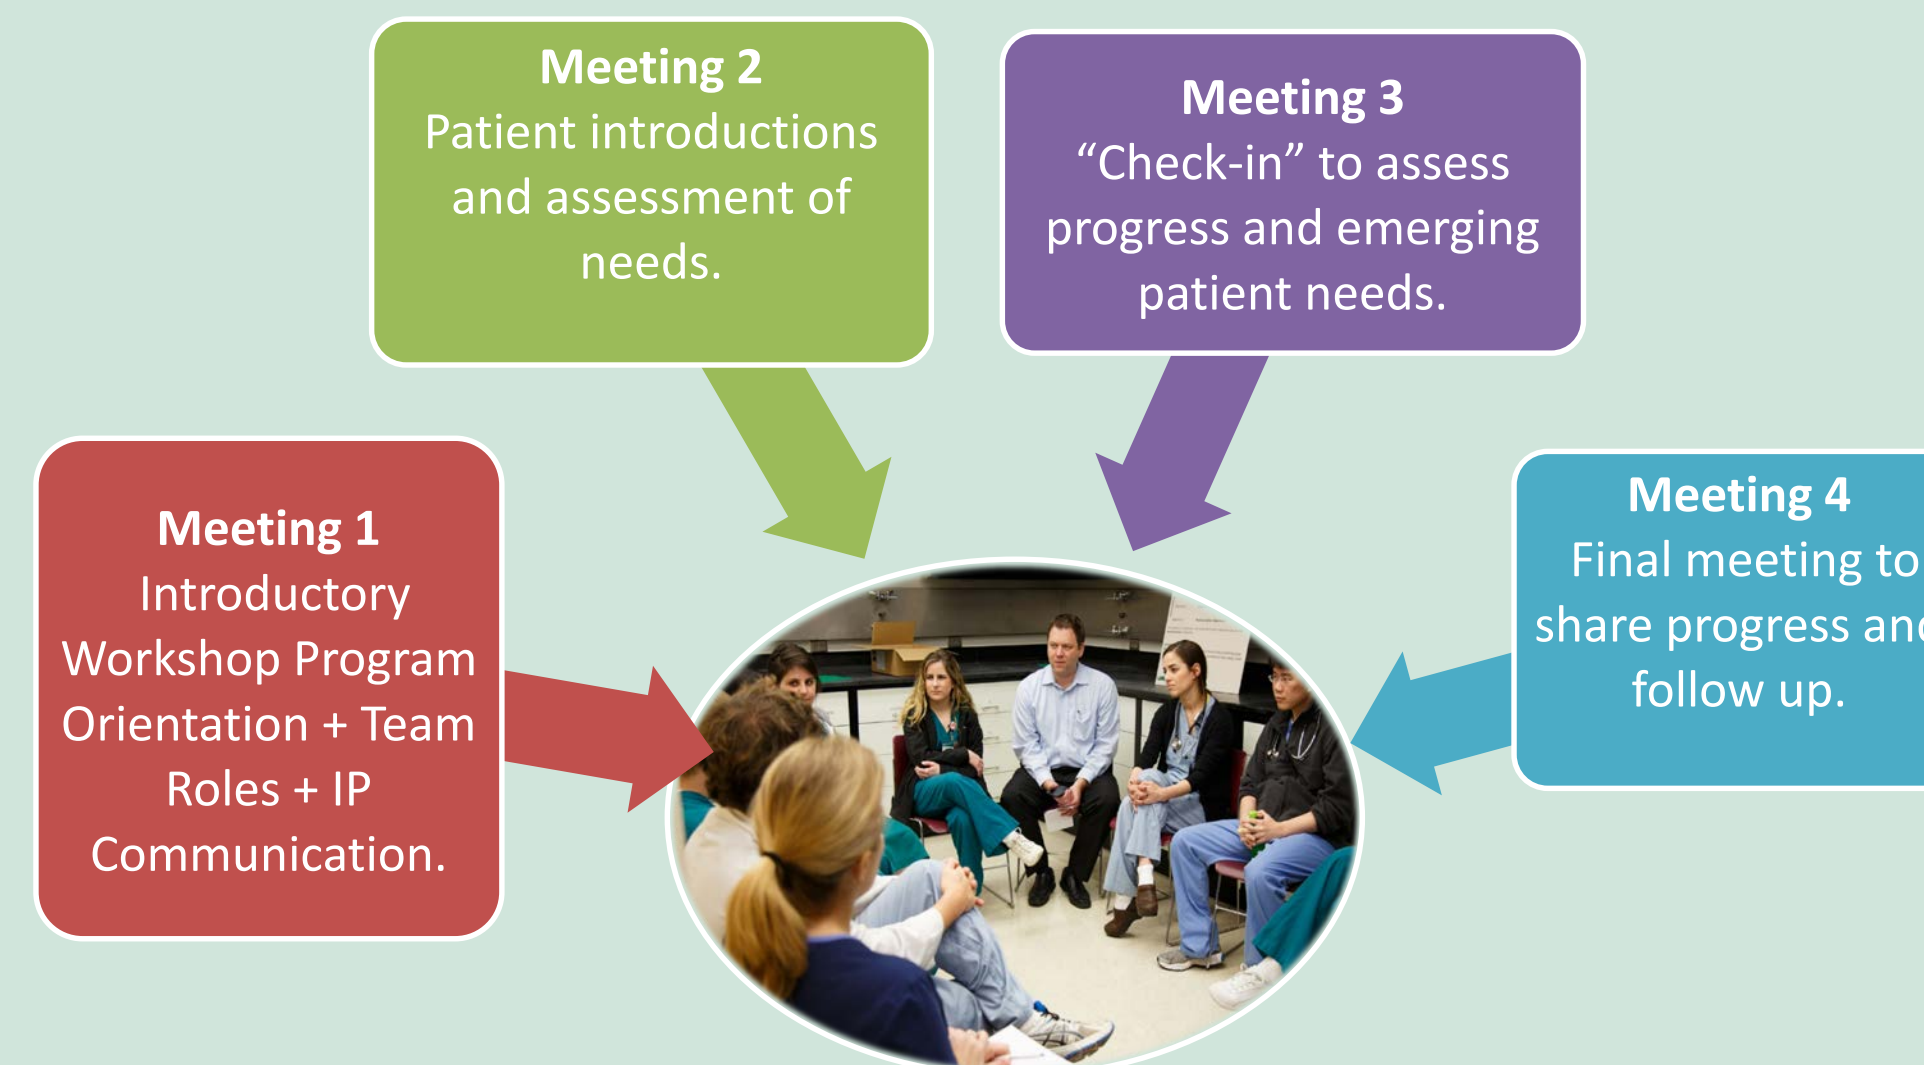 Meeting 1
Introductory
Workshop Program
Orientation + Team
Roles + IP
Communication.
Meeting 2
Patient introductions
and assessment of
needs.
Meeting 3
“Check-in” to assess
progress and emerging
patient needs.
Meeting 4
Final meeting to
share progress and
follow up.